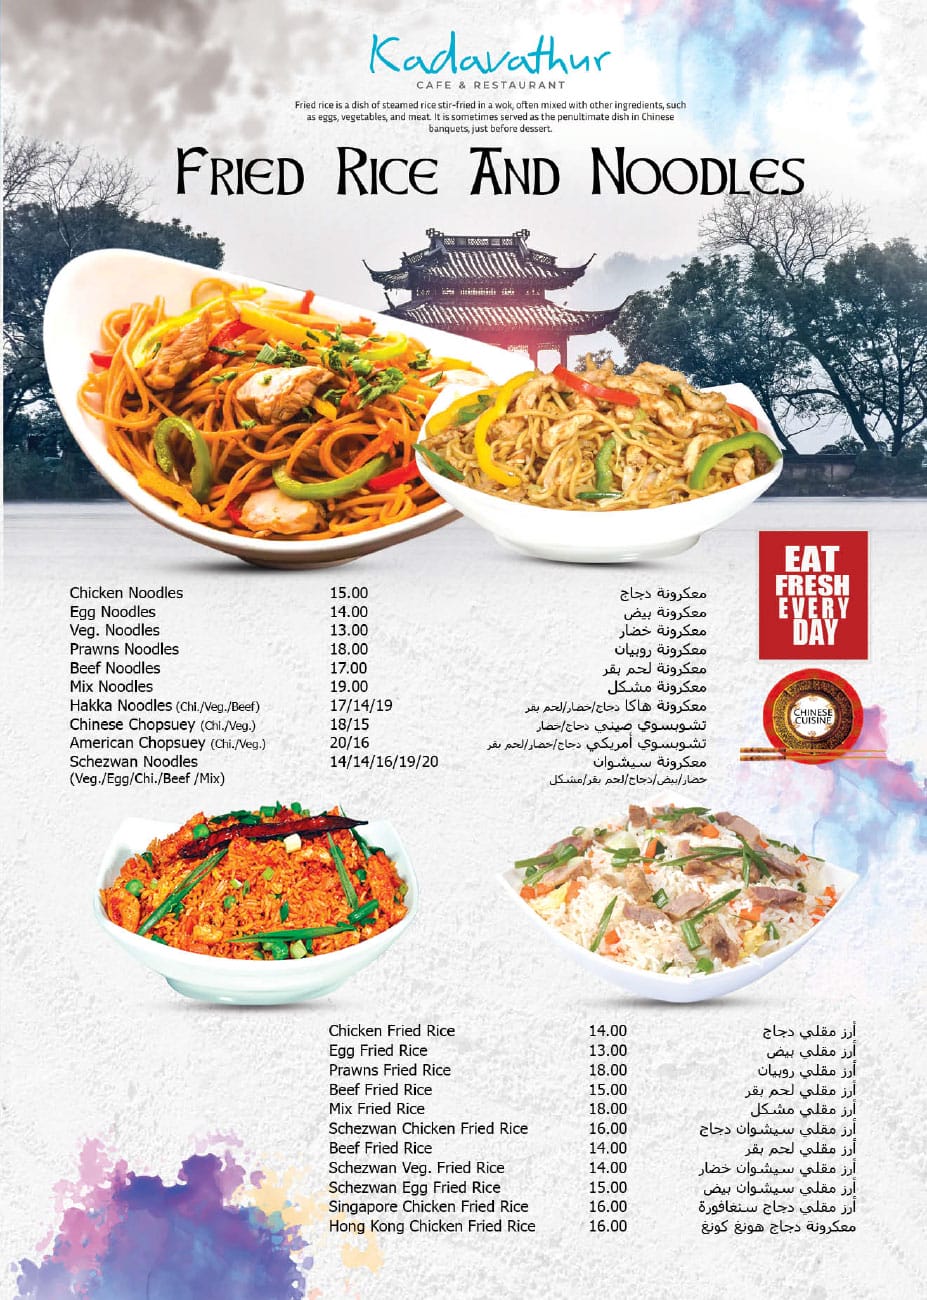 Kadavathur
CAFE & RESTAURANT
Fried rice is a dish of steamed rice stir-fried in a wok, often mixed with other ingredients, such
as eggs, vegetables, and meat. It is sometimes served as the penultimate dish in Chinese
banquets, just before dessert.
FRIED RICE AND NOODLES
EAT
FRESH
EVERY
DAY
CHINESE
CUISINE
Chicken Noodles 15.00 معكرونة دجاج
Egg Noodles 14.00 معكرونة بيض
Veg. Noodles 13.00 معكرونة خضار
Prawns Noodles 18.00 معكرونة روبيان
Beef Noodles 17.00 معكرونة لحم بقر
Mix Noodles 19.00 معكرونة مشكل
Hakka Noodles (Chi./Veg./Beef) 17/14/19 معكرونة هاكا دجاج/خضار/لحم بقر
Chinese Chopsuey (Chi./Veg.) 18/15 تشوبسوي صيني دجاج/خضار
American Chopsuey (Chi./Veg.) 20/16 تشوبسوي أمريكي دجاج/خضار/لحم بقر
Schezwan Noodles 14/14/16/19/20 معكرونة سيشوان
(Veg./Egg/Chi./Beef /Mix) خضار/بيض/دجاج/لحم بقر/مشكل
Chicken Fried Rice 14.00 أرز مقلي دجاج
Egg Fried Rice 13.00 أرز مقلي بيض
Prawns Fried Rice 18.00 أرز مقلي روبيان
Beef Fried Rice 15.00 أرز مقلي لحم بقر
Mix Fried Rice 18.00 أرز مقلي مشكل
Schezwan Chicken Fried Rice 16.00 أرز مقلي سيشوان دجاج
Beef Fried Rice 14.00 أرز مقلي لحم بقر
Schezwan Veg. Fried Rice 14.00 أرز مقلي سيشوان خضار
Schezwan Egg Fried Rice 15.00 أرز مقلي سيشوان بيض
Singapore Chicken Fried Rice 16.00 أرز مقلي دجاج سنغافورة
Hong Kong Chicken Fried Rice 16.00 معكرونة دجاج هونغ كونغ